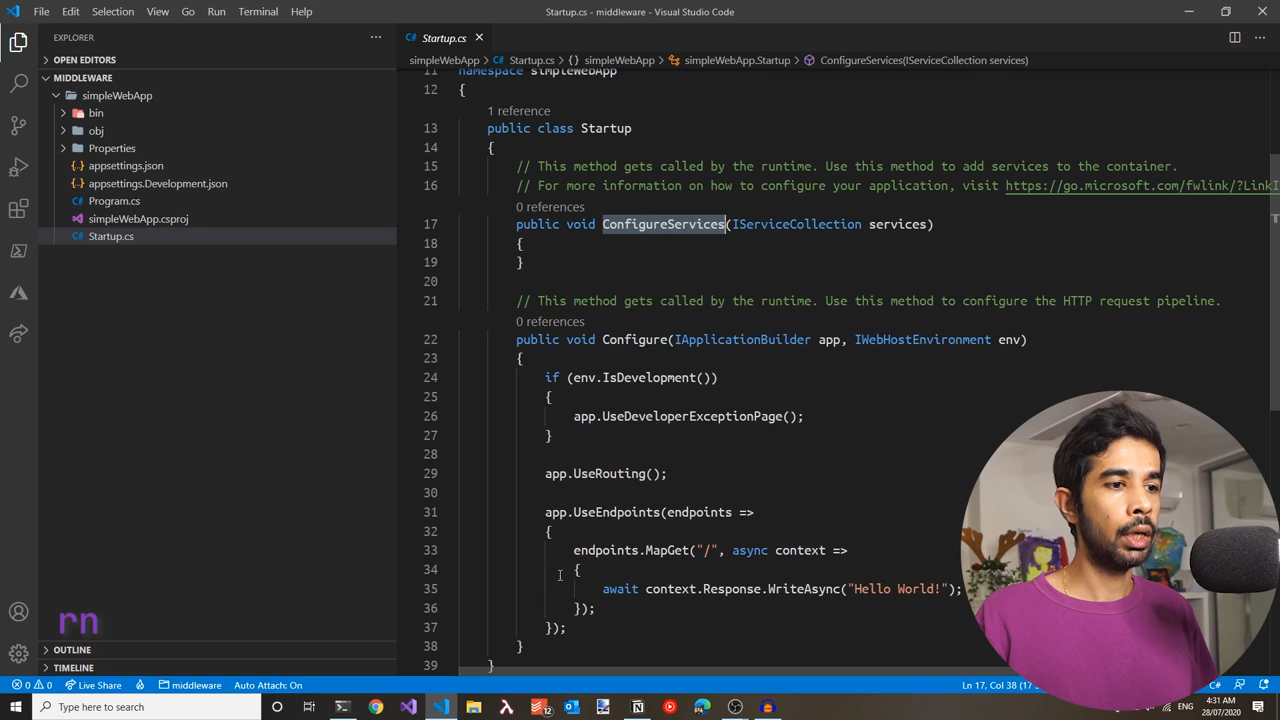 File Edit Selection View Go Run Terminal Help
Startup.cs - middleware - Visual Studio Code
EXPLORER
OPEN EDITORS
MIDDLEWARE
simpleWebApp
bin
obj
Properties
appsettings.json
appsettings.Development.json
Program.cs
simpleWebApp.csproj
Startup.cs
OUTLINE
TIMELINE
rn
C# Startup.cs
simpleWebApp > C# Startup.cs > {} simpleWebApp > simpleWebApp.Startup > ConfigureServices(IServiceCollection services)
11 namespace simpleWebApp
12 {
1 reference
13 public class Startup
14 {
15 // This method gets called by the runtime. Use this method to add services to the container.
16 // For more information on how to configure your application, visit https://go.microsoft.com/fwlink/?LinkI
0 references
17 public void ConfigureServices(IServiceCollection services)
18 {
19 }
20
21 // This method gets called by the runtime. Use this method to configure the HTTP request pipeline.
0 references
22 public void Configure(IApplicationBuilder app, IWebHostEnvironment env)
23 {
24 if (env.IsDevelopment())
25 {
26 app.UseDeveloperExceptionPage();
27 }
28
29 app.UseRouting();
30
31 app.UseEndpoints(endpoints =>
32 {
33 endpoints.MapGet("/", async context =>
34 {
35 await context.Response.WriteAsync("Hello World!");
36 });
37 });
38 }
39 }
0 0 Live Share middleware Auto Attach: On
Ln 17, Col 38 (17
C#
Type here to search
12
ENG
4:31 AM
28/07/2020